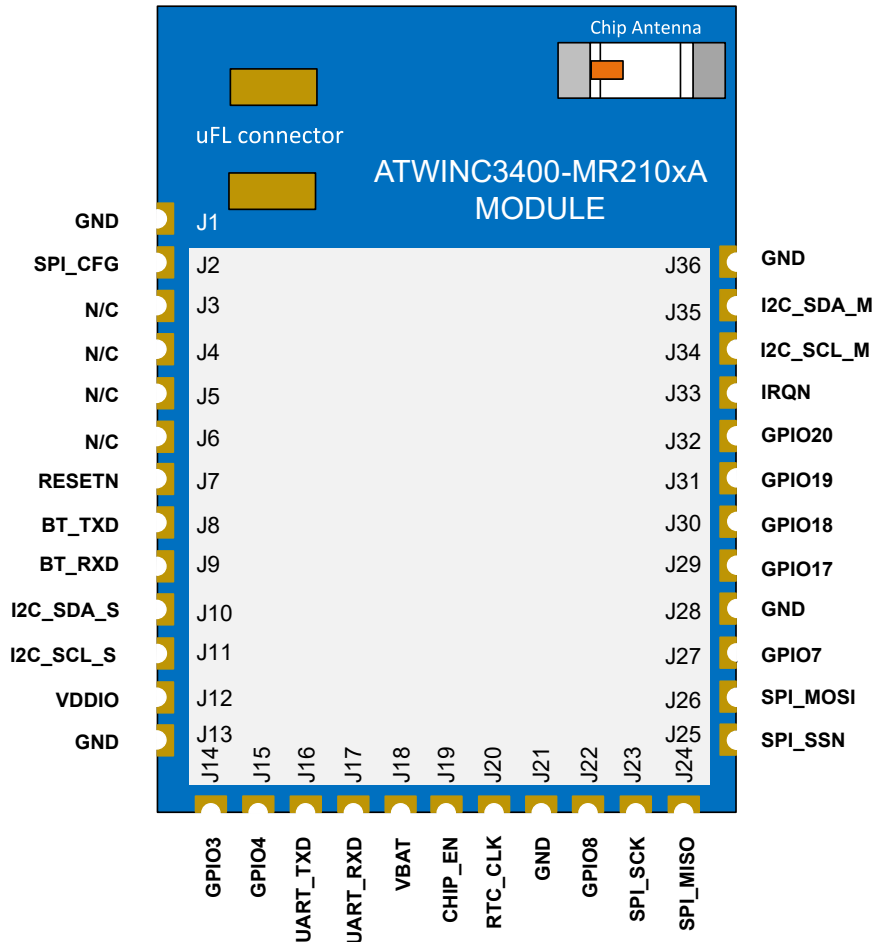 Chip Antenna
uFL connector
ATWINC3400-MR210xA
MODULE
GND J1
SPI_CFG J2
N/C J3
N/C J4
N/C J5
N/C J6
RESETN J7
BT_TXD J8
BT_RXD J9
I2C_SDA_S J10
I2C_SCL_S J11
VDDIO J12
GND J13
J36 GND
J35 I2C_SDA_M
J34 I2C_SCL_M
J33 IRQN
J32 GPIO20
J31 GPIO19
J30 GPIO18
J29 GPIO17
J28 GND
J27 GPIO7
J26 SPI_MOSI
J25 SPI_SSN
J14 GPIO3
J15 GPIO4
J16 UART_TXD
J17 UART_RXD
J18 VBAT
J19 CHIP_EN
J20 RTC_CLK
J21 GND
J22 GPIO8
J23 SPI_SCK
J24 SPI_MISO